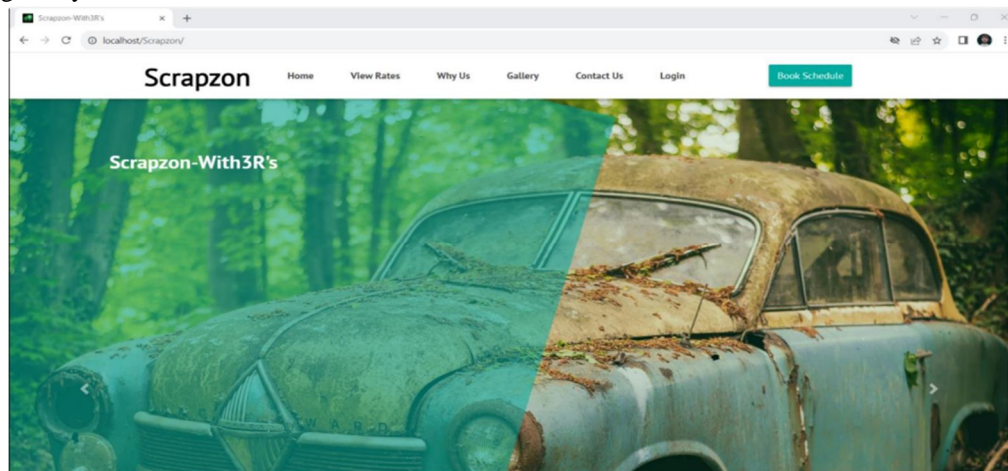 Scrapzon-With3R's
localhost/Scrapzon/
Scrapzon Home View Rates Why Us Gallery Contact Us Login Book Schedule
Scrapzon-With3R's